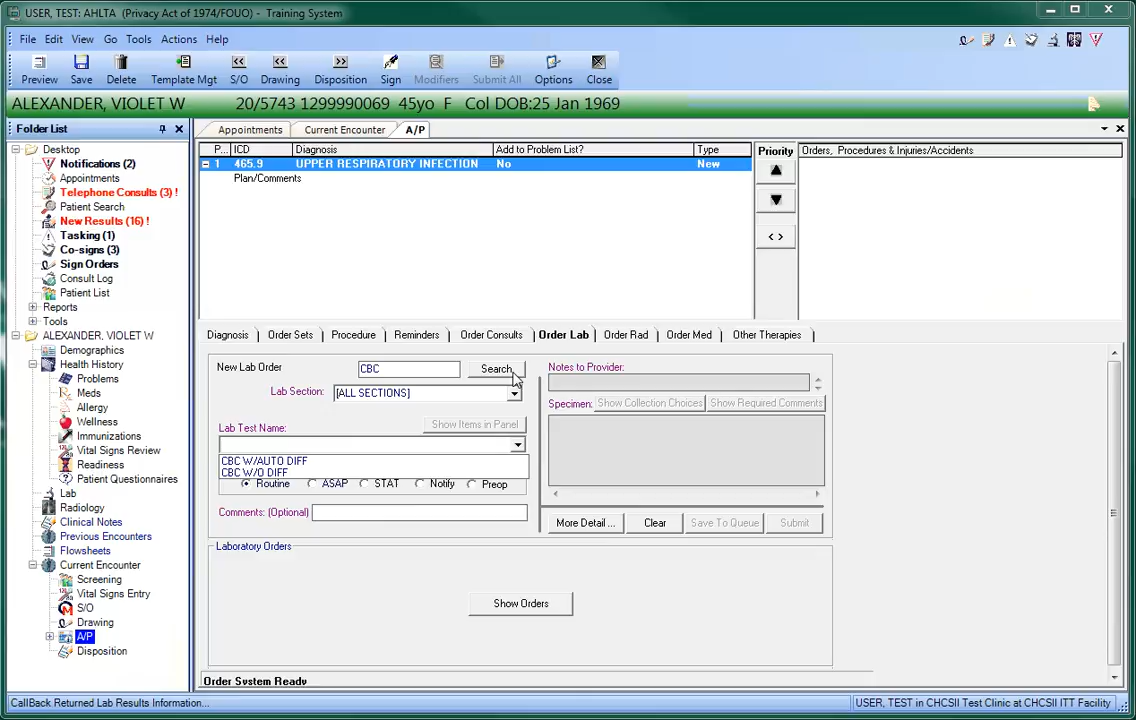 USER, TEST: AHLTA (Privacy Act of 1974/FOUO) - Training System
File Edit View Go Tools Actions Help
Preview Save Delete Template Mgt S/O Drawing Disposition Sign Modifiers Submit All Options Close
ALEXANDER, VIOLET W 20/5743 1299990069 45yo F Col DOB:25 Jan 1969
Folder List
Desktop
Notifications (2)
Appointments
Telephone Consults (3) !
Patient Search
New Results (16) !
Tasking (1)
Co-signs (3)
Sign Orders
Consult Log
Patient List
Reports
Tools
ALEXANDER, VIOLET W
Demographics
Health History
Problems
Meds
Allergy
Wellness
Immunizations
Vital Signs Review
Readiness
Patient Questionnaires
Lab
Radiology
Clinical Notes
Previous Encounters
Flowsheets
Current Encounter
Screening
Vital Signs Entry
S/O
Drawing
A/P
Disposition
Appointments Current Encounter A/P
P... ICD Diagnosis Add to Problem List? Type
1 465.9 UPPER RESPIRATORY INFECTION No New
Plan/Comments
Priority
< >
Orders, Procedures & Injuries/Accidents
Diagnosis Order Sets Procedure Reminders Order Consults Order Lab Order Rad Order Med Other Therapies
New Lab Order CBC Search
Lab Section: [ALL SECTIONS]
Lab Test Name: Show Items in Panel
CBC W/AUTO DIFF
CBC W/O DIFF
Routine ASAP STAT Notify Preop
Comments: (Optional)
Notes to Provider:
Specimen: Show Collection Choices Show Required Comments
More Detail ... Clear Save To Queue Submit
Laboratory Orders
Show Orders
Order System Ready
CallBack Returned Lab Results Information... USER, TEST in CHCSII Test Clinic at CHCSII ITT Facility